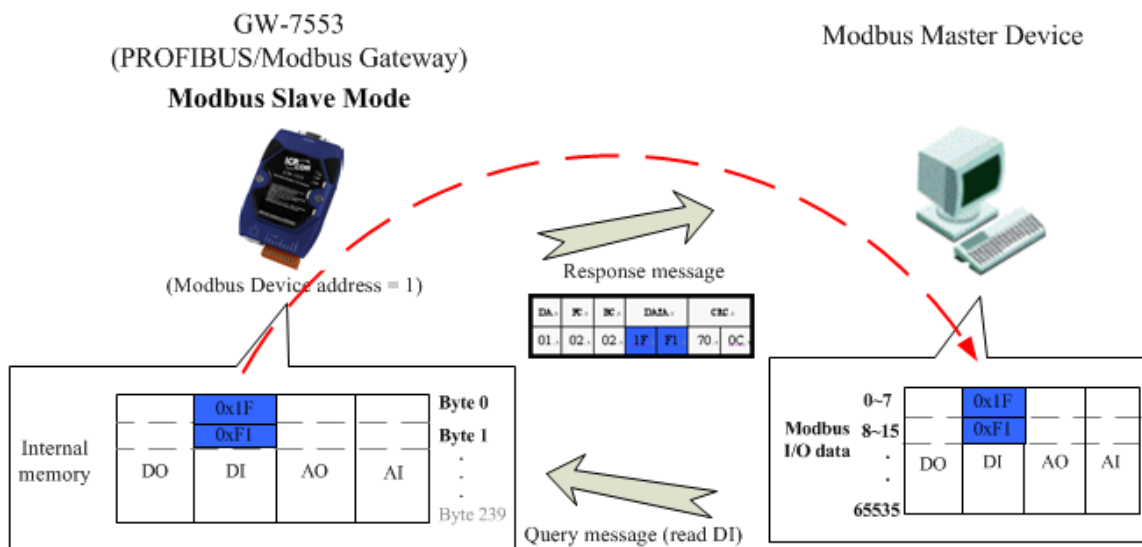 GW-7553
(PROFIBUS/Modbus Gateway)
Modbus Slave Mode
Modbus Master Device
ICP
CON
(Modbus Device address = 1)
Response message
DA FC BC DATA CRC
01 02 02 1F F1 70 0C
Internal memory
0x1F
0xF1
DO DI AO AI
Byte 0
Byte 1
.
.
.
Byte 239
Query message (read DI)
Modbus I/O data
0~7
8~15
.
.
65535
0x1F
0xF1
DO DI AO AI